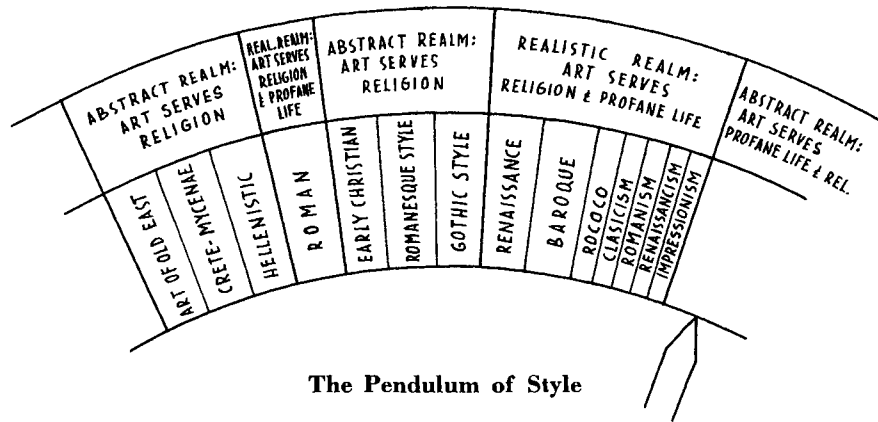 ABSTRACT REALM:
ART SERVES
RELIGION
REAL. REALM:
ART SERVES
RELIGION
& PROFANE
LIFE
ABSTRACT REALM:
ART SERVES
RELIGION
REALISTIC REALM:
ART SERVES
RELIGION & PROFANE LIFE
ABSTRACT REALM:
ART SERVES
PROFANE LIFE & REL.
ART OF OLD EAST
CRETE-MYCENAE
HELLENISTIC
ROMAN
EARLY CHRISTIAN
ROMANESQUE STYLE
GOTHIC STYLE
RENAISSANCE
BAROQUE
ROCOCO
CLASICISM
ROMANISM
RENAISSANCISM
IMPRESSIONISM
The Pendulum of Style